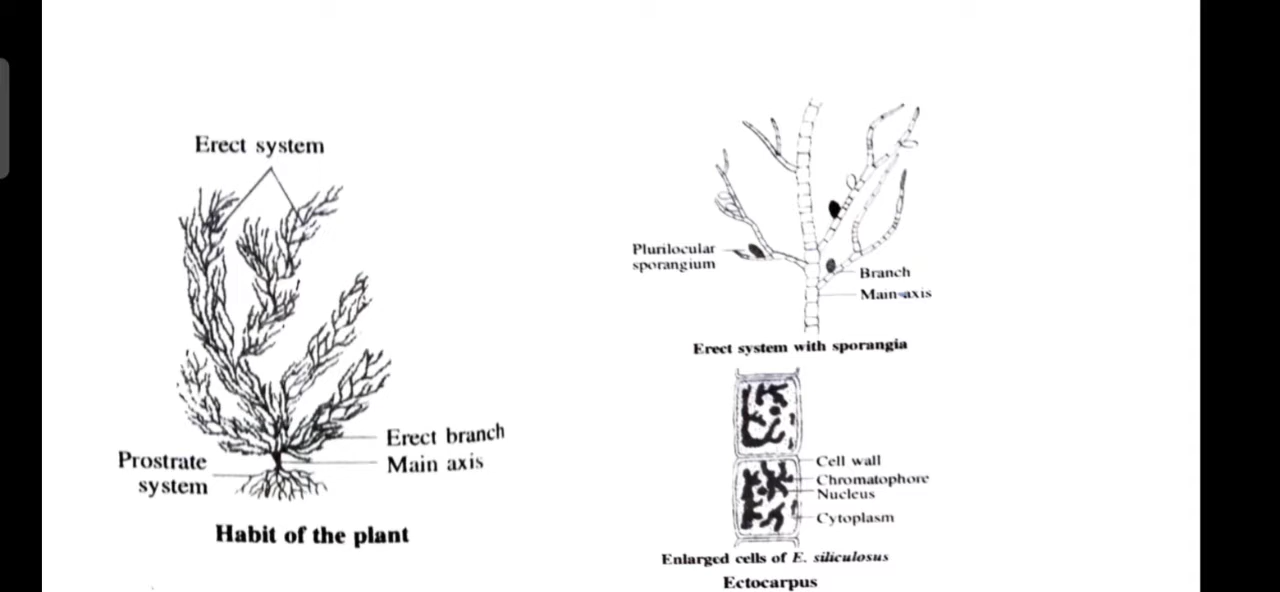 Erect system
Erect branch
Main axis
Prostrate
system
Habit of the plant
Plurilocular
sporangium
Branch
Main axis
Erect system with sporangia
Cell wall
Chromatophore
Nucleus
Cytoplasm
Enlarged cells of E. siliculosus
Ectocarpus